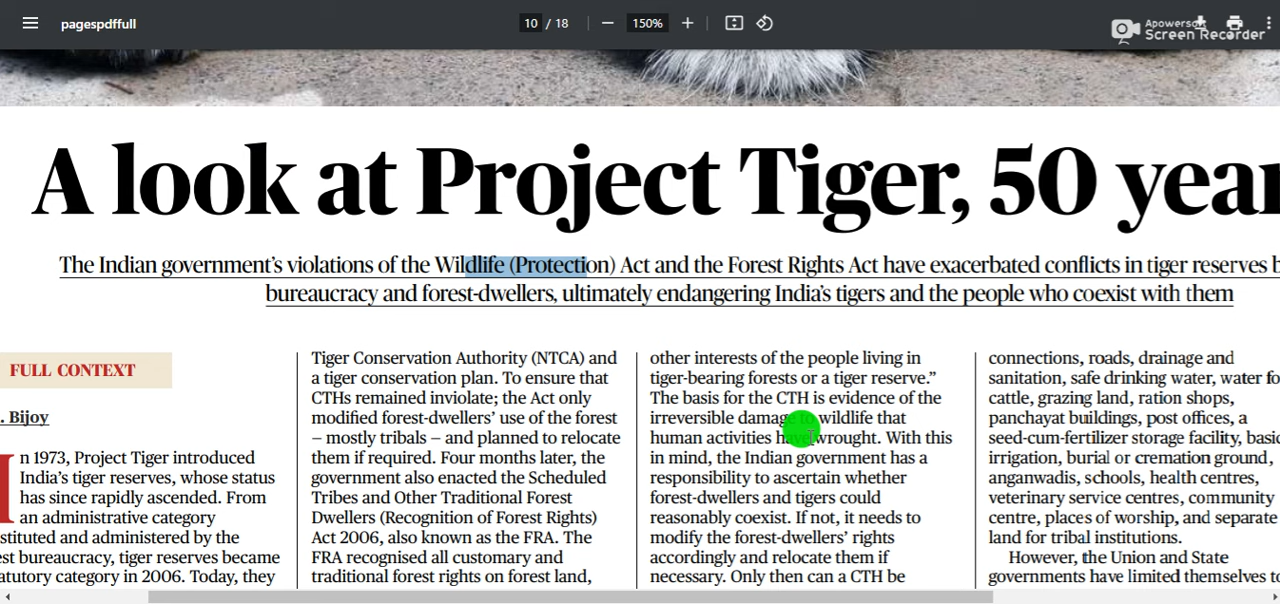 pagespdffull
10 / 18
150%
Apowersoft
Screen Recorder
A look at Project Tiger, 50 year
The Indian government's violations of the Wildlife (Protection) Act and the Forest Rights Act have exacerbated conflicts in tiger reserves b
bureaucracy and forest-dwellers, ultimately endangering India's tigers and the people who coexist with them
FULL CONTEXT
. Bijoy
In 1973, Project Tiger introduced
India's tiger reserves, whose status
has since rapidly ascended. From
an administrative category
stituted and administered by the
est bureaucracy, tiger reserves became
atutory category in 2006. Today, they
Tiger Conservation Authority (NTCA) and
a tiger conservation plan. To ensure that
CTHs remained inviolate; the Act only
modified forest-dwellers' use of the forest
– mostly tribals – and planned to relocate
them if required. Four months later, the
government also enacted the Scheduled
Tribes and Other Traditional Forest
Dwellers (Recognition of Forest Rights)
Act 2006, also known as the FRA. The
FRA recognised all customary and
traditional forest rights on forest land,
other interests of the people living in
tiger-bearing forests or a tiger reserve."
The basis for the CTH is evidence of the
irreversible damage to wildlife that
human activities have wrought. With this
in mind, the Indian government has a
responsibility to ascertain whether
forest-dwellers and tigers could
reasonably coexist. If not, it needs to
modify the forest-dwellers' rights
accordingly and relocate them if
necessary. Only then can a CTH be
connections, roads, drainage and
sanitation, safe drinking water, water fo
cattle, grazing land, ration shops,
panchayat buildings, post offices, a
seed-cum-fertilizer storage facility, basic
irrigation, burial or cremation ground,
anganwadis, schools, health centres,
veterinary service centres, community
centre, places of worship, and separate
land for tribal institutions.
However, the Union and State
governments have limited themselves to